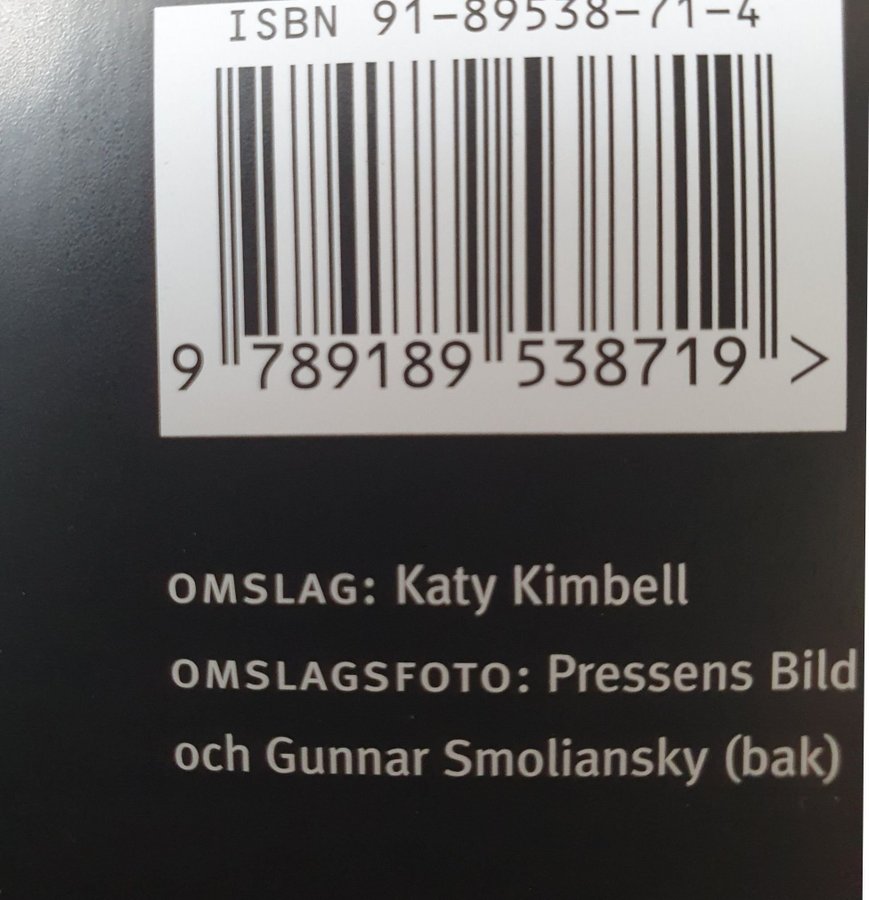 ISBN 91-89538-71-4
9 789189 538719 >
OMSLAG: Katy Kimbell
OMSLAGSFOTO: Pressens Bild
och Gunnar Smoliansky (bak)